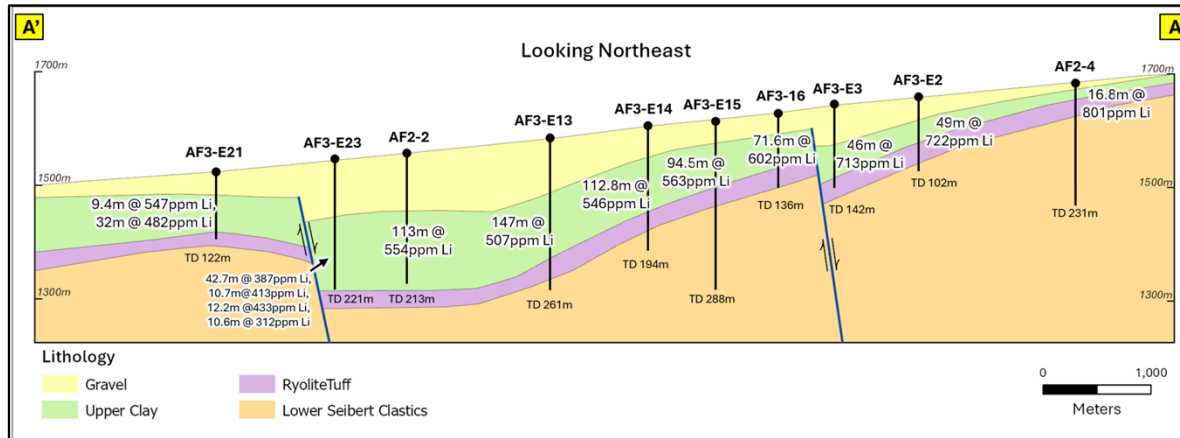 A'
A
Looking Northeast
1700m
1700m
AF2-4
AF3-E2
AF3-E3
AF3-16
AF3-E15
AF3-E14
AF3-E13
AF2-2
AF3-E23
AF3-E21
16.8m @
801ppm Li
49m @
722ppm Li
46m @
713ppm Li
71.6m @
602ppm Li
94.5m @
563ppm Li
112.8m @
546ppm Li
147m @
507ppm Li
113m @
554ppm Li
1500m
1500m
9.4m @ 547ppm Li,
32m @ 482ppm Li
TD 102m
TD 142m
TD 136m
TD 231m
TD 122m
TD 194m
42.7m @ 387ppm Li,
10.7m@413ppm Li,
12.2m@433ppm Li,
10.6m@312ppm Li
TD 221m
TD 213m
TD 261m
TD 288m
1300m
1300m
Lithology
Gravel
Upper Clay
RyoliteTuff
Lower Seibert Clastics
0
1,000
Meters